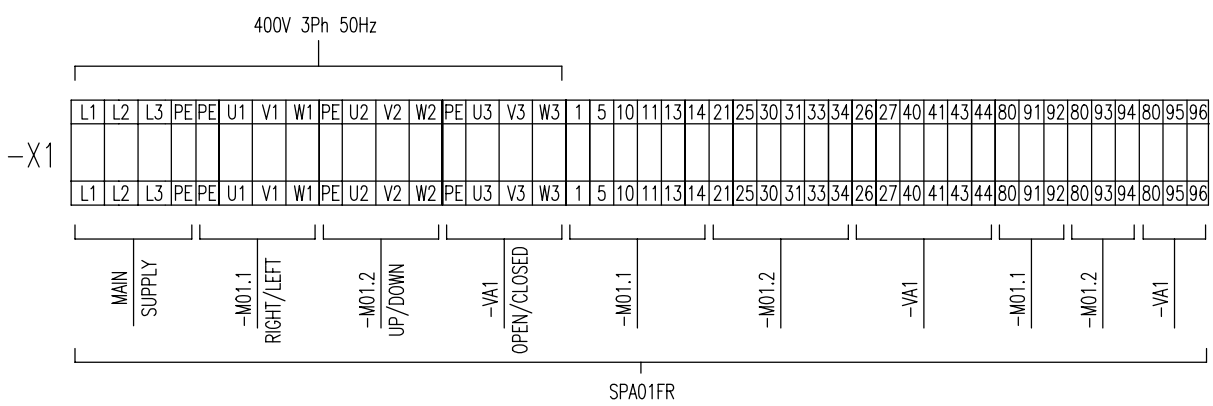 400V 3Ph 50Hz
L1 L2 L3 PE PE U1 V1 W1 PE U2 V2 W2 PE U3 V3 W3 1 5 10 11 13 14 21 25 30 31 33 34 26 27 40 41 43 44 80 91 92 80 93 94 80 95 96
-X1
L1 L2 L3 PE PE U1 V1 W1 PE U2 V2 W2 PE U3 V3 W3 1 5 10 11 13 14 21 25 30 31 33 34 26 27 40 41 43 44 80 91 92 80 93 94 80 95 96
MAIN
SUPPLY
-M01.1
RIGHT/LEFT
-M01.2
UP/DOWN
-VA1
OPEN/CLOSED
-M01.1
-M01.2
-VA1
-M01.1
-M01.2
-VA1
SPA01FR